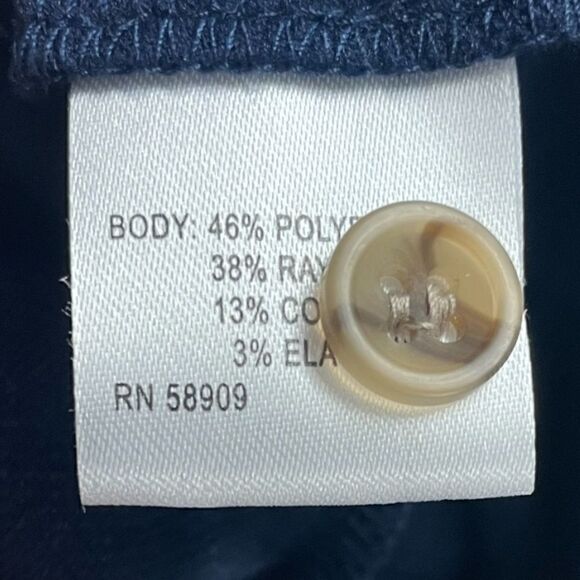 BODY: 46% POLY
38% RAY
13% CO
3% ELA
RN 58909